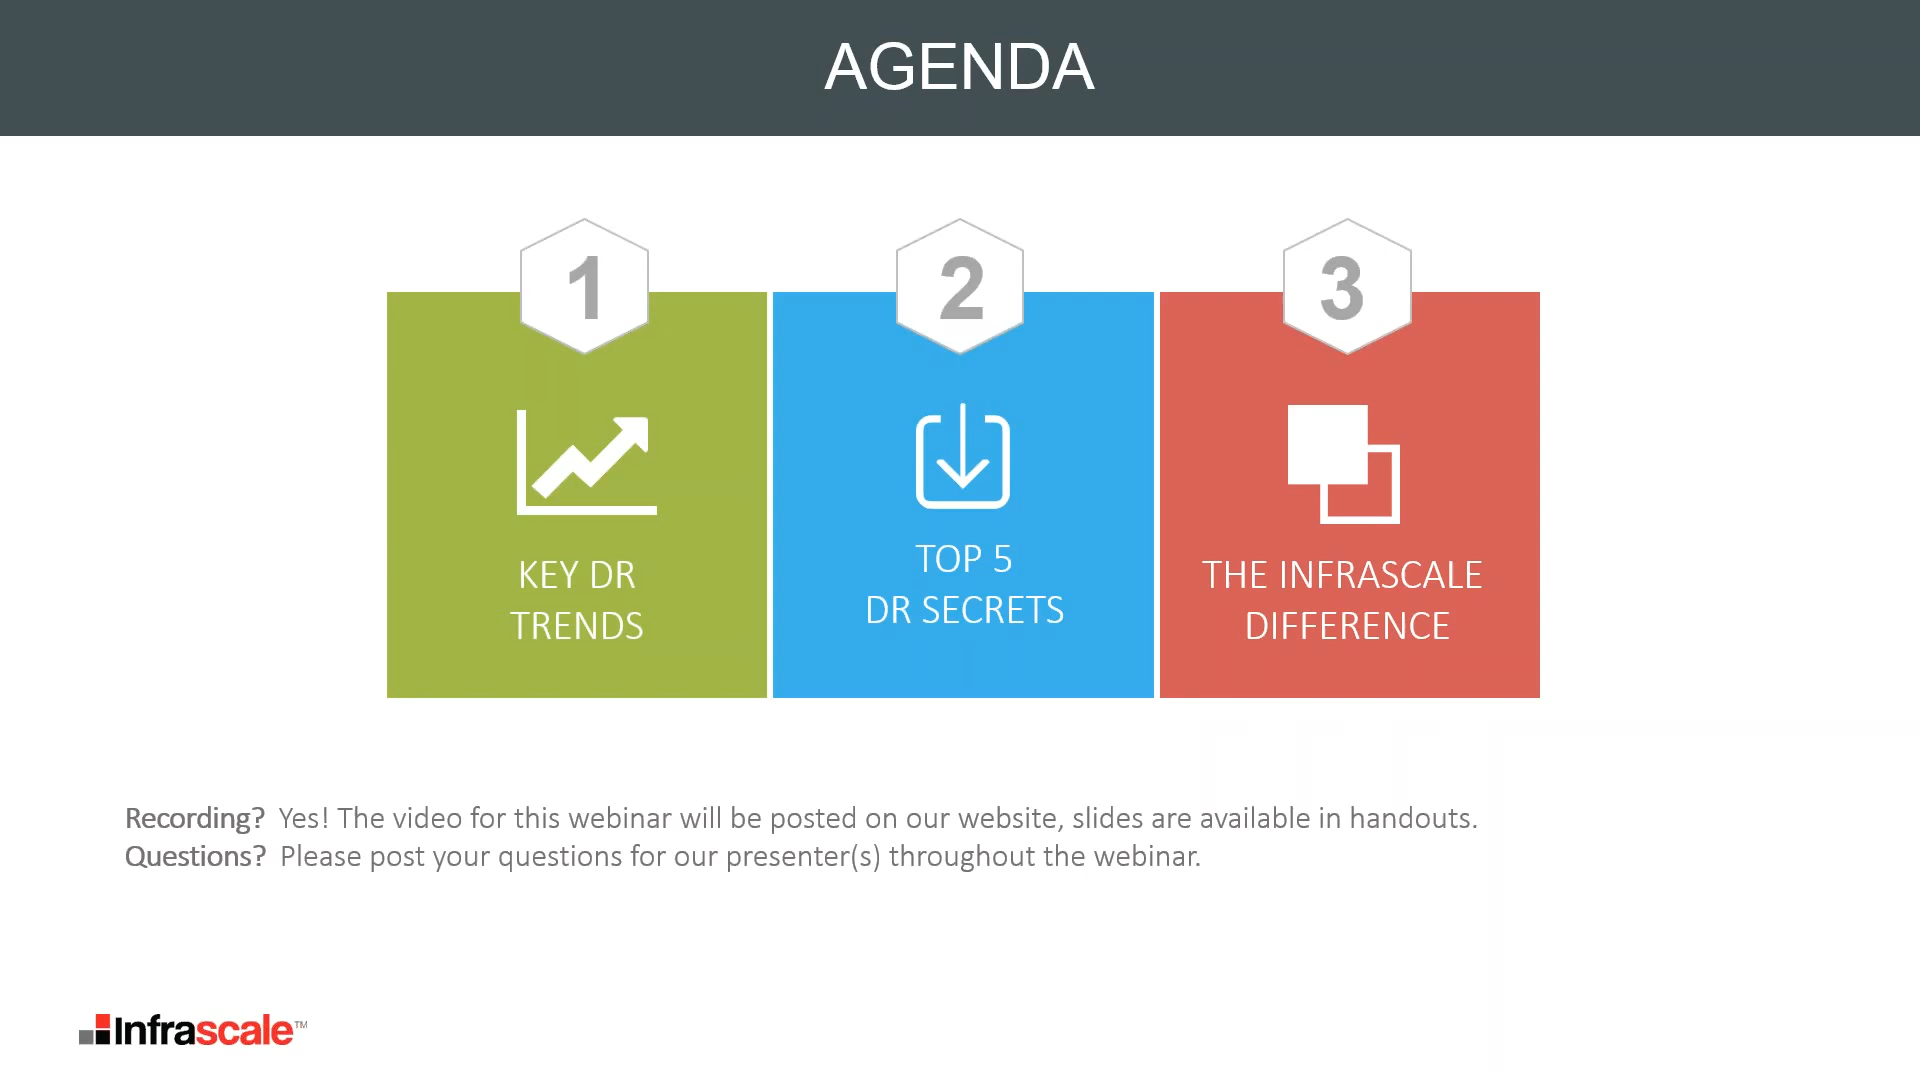 AGENDA
1
2
3
KEY DR
TRENDS
TOP 5
DR SECRETS
THE INFRASCALE
DIFFERENCE
Recording? Yes! The video for this webinar will be posted on our website, slides are available in handouts.
Questions? Please post your questions for our presenter(s) throughout the webinar.
Infrascale™